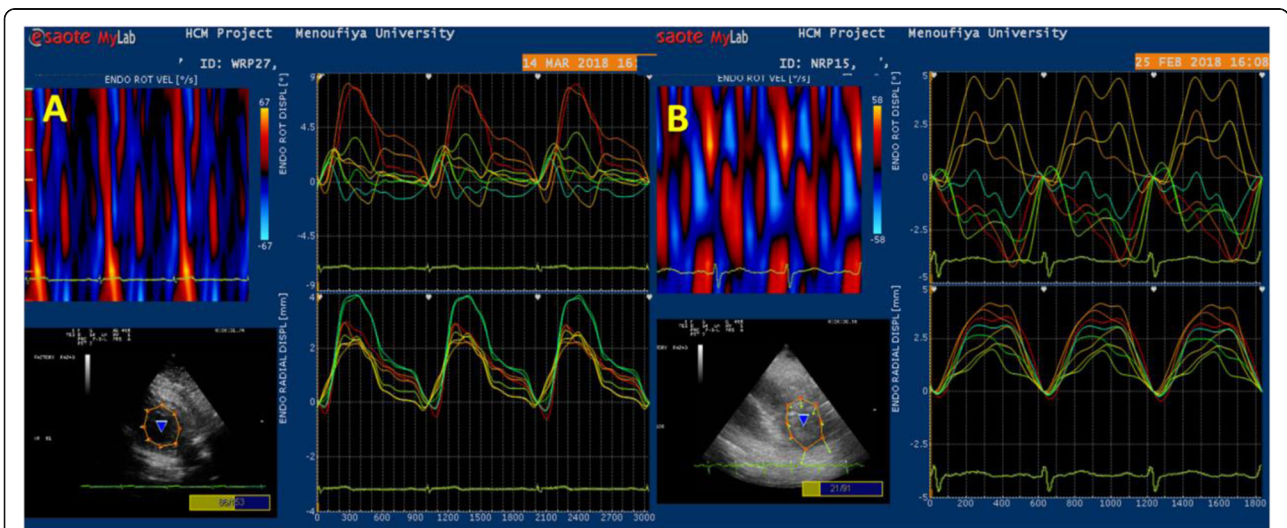 esaote MyLab HCM Project Menoufiya University
ID: WRP27,
14 MAR 2018 16:
ENDO ROT VEL [°/s]
A
67
-67
ENDO ROT DISPL [°]
9
4.5
0
-4.5
-9
ENDO RADIAL DISPL [mm]
4
2
0
-2
-4
0 300 600 900 1200 1500 1800 2100 2400 2700 3000
FACTORY
saote MyLab HCM Project Menoufiya University
ID: NRP15,
25 FEB 2018 16:08
ENDO ROT VEL [°/s]
B
58
-58
ENDO ROT DISPL [°]
5
2.5
0
-2.5
-5
ENDO RADIAL DISPL [mm]
5
2.5
0
-2.5
-5
0 200 400 600 800 1000 1200 1400 1600 1800
21/91